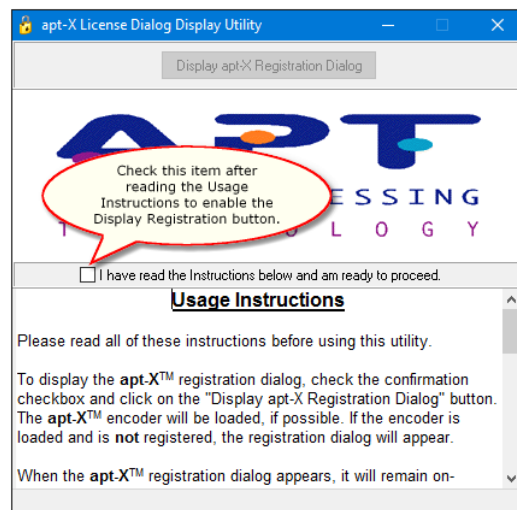 apt-X License Dialog Display Utility
Display apt-X Registration Dialog
APT
Check this item after
reading the Usage
Instructions to enable the
Display Registration button.
ESSING
T
LOGY
I have read the Instructions below and am ready to proceed.
Usage Instructions
Please read all of these instructions before using this utility.
To display the apt-X™ registration dialog, check the confirmation
checkbox and click on the "Display apt-X Registration Dialog" button.
The apt-X™ encoder will be loaded, if possible. If the encoder is
loaded and is not registered, the registration dialog will appear.
When the apt-X™ registration dialog appears, it will remain on-